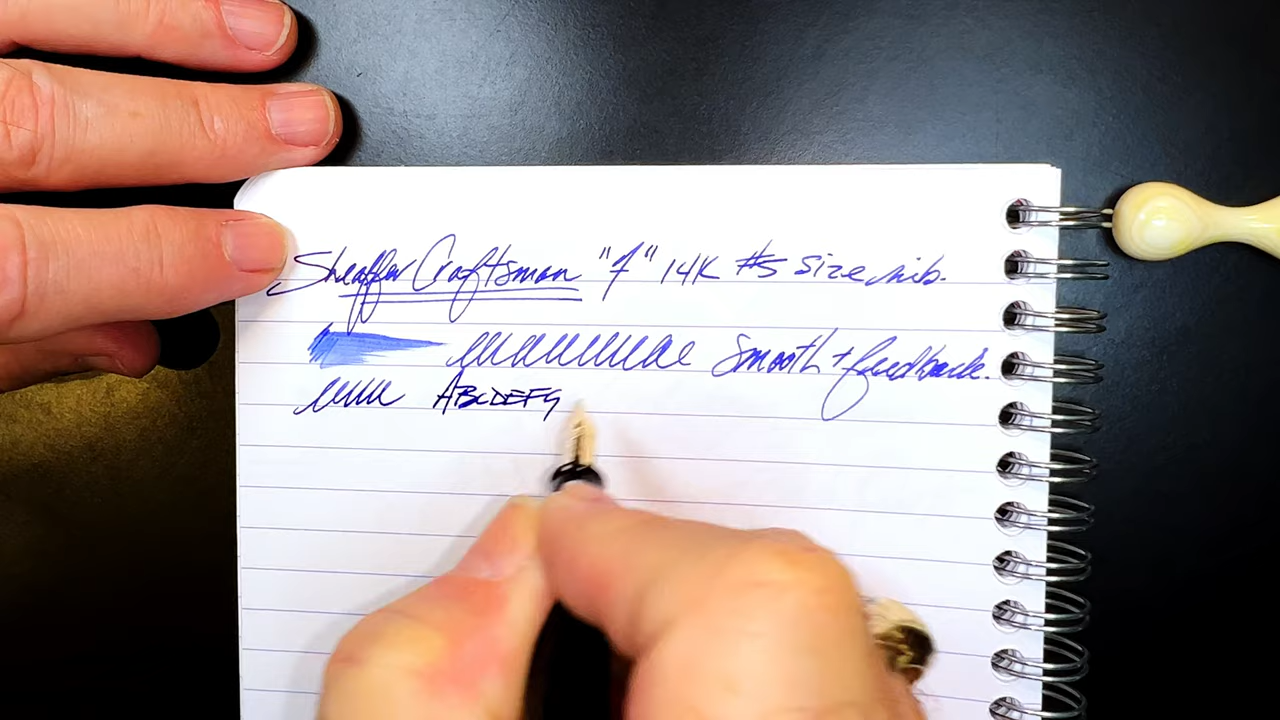 Sheaffer Craftsman "f" 14K #5 size nib.
Smooth + feedback.
ABCDEFG